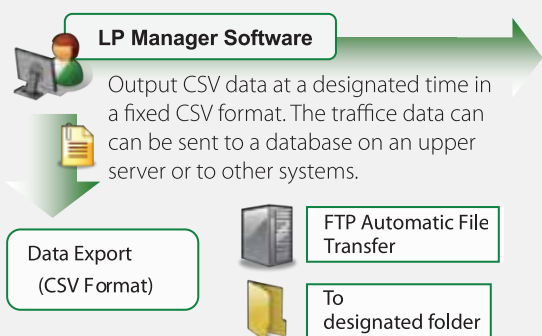 LP Manager Software
Output CSV data at a designated time in
a fixed CSV format. The traffice data can
can be sent to a database on an upper
server or to other systems.
Data Export
(CSV Format)
FTP Automatic File
Transfer
To
designated folder